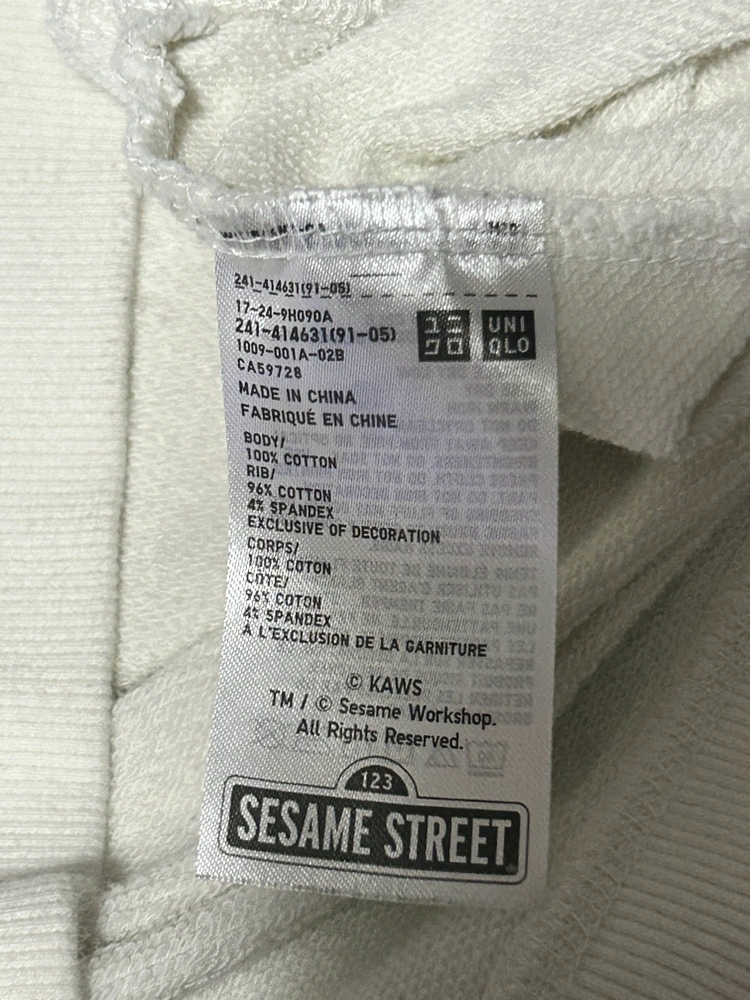 241-414631(91-05)
17-24-9H090A
241-414631(91-05)
1009-001A-02B
CA59728
ユニ
クロ
UNI
QLO
MADE IN CHINA
FABRIQUÉ EN CHINE
BODY/
100% COTTON
RIB/
96% COTTON
4% SPANDEX
EXCLUSIVE OF DECORATION
CORPS/
100% COTON
CÔTE/
96% COTON
4% SPANDEX
À L'EXCLUSION DE LA GARNITURE
© KAWS
TM / © Sesame Workshop.
All Rights Reserved.
123
SESAME STREET